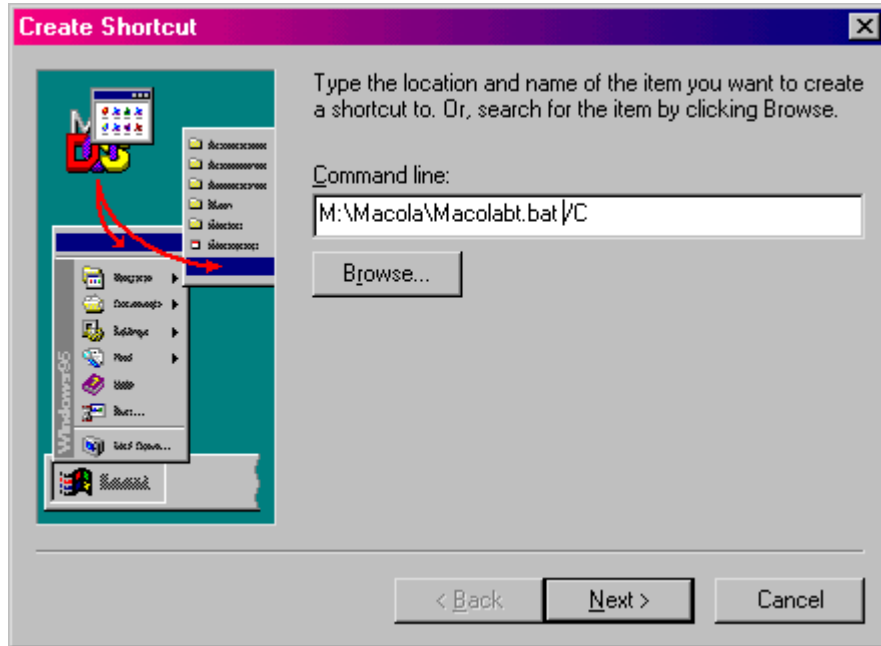 Create Shortcut
Type the location and name of the item you want to create
a shortcut to. Or, search for the item by clicking Browse.
Command line:
M:\Macola\Macolabt.bat /C
Browse...
Windows95
< Back
Next >
Cancel